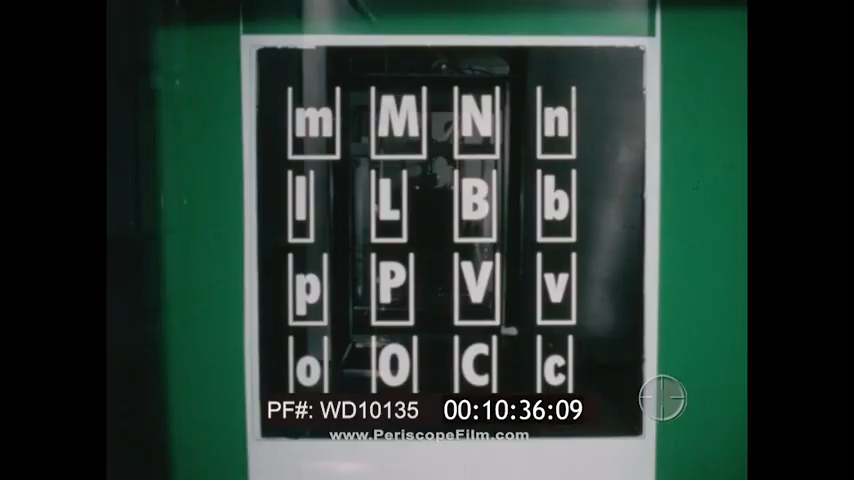 m M N n
l L B b
p P V v
o O C c
PF#: WD10135 00:10:36:09
www.PeriscopeFilm.com